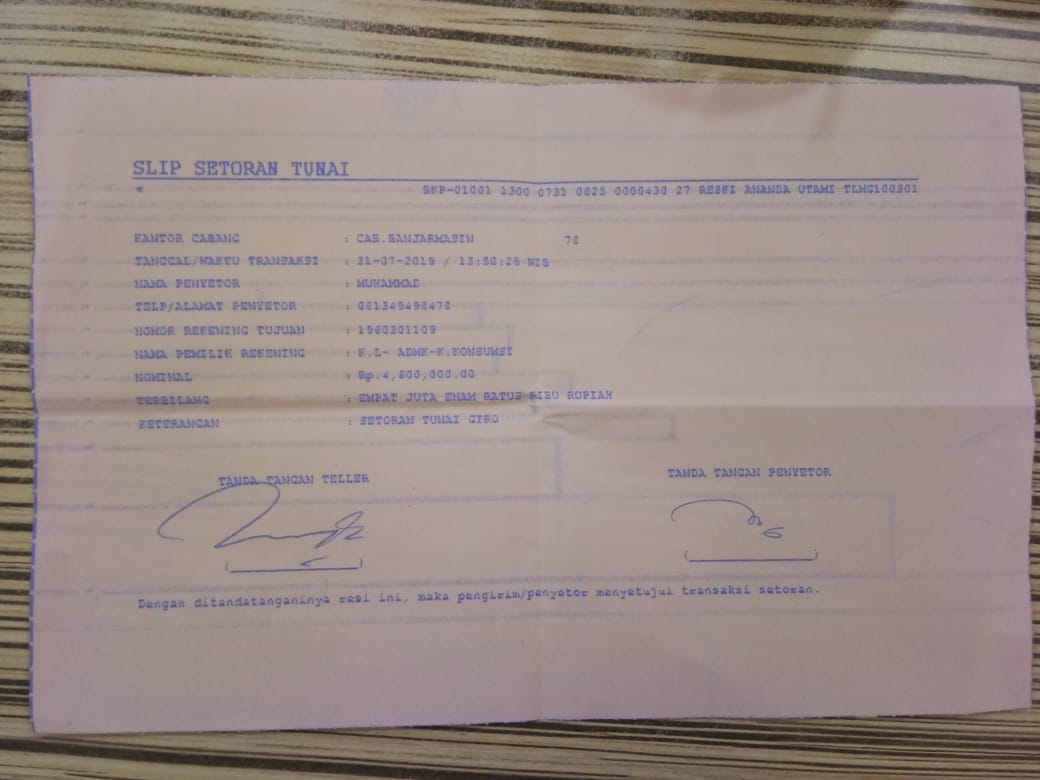 SLIP SETORAN TUNAI
* BKP-01001 1300 0731 0825 0000430 27 RESKI ANANDA UTAMI TLMG100301
KANTOR CABANG : CAB.BANJARMASIN 78
TANGGAL/WAKTU TRANSAKSI : 31-07-2019 / 13:50:25 WIB
NAMA PENYETOR : MUHAMMAD
TELP/ALAMAT PENYETOR : 081345498478
NOMOR REKENING TUJUAN : 1960301109
NAMA PEMILIK REKENING : K.L- ADMK-K.KONSUMSI
NOMINAL : Rp.4,600,000.00
TERBILANG : EMPAT JUTA ENAM RATUS RIBU RUPIAH
KETERANGAN : SETORAN TUNAI GIRO
TANDA TANGAN TELLER TANDA TANGAN PENYETOR
Dengan ditandatanganinya resi ini, maka pengirim/penyetor menyetujui transaksi setoran.